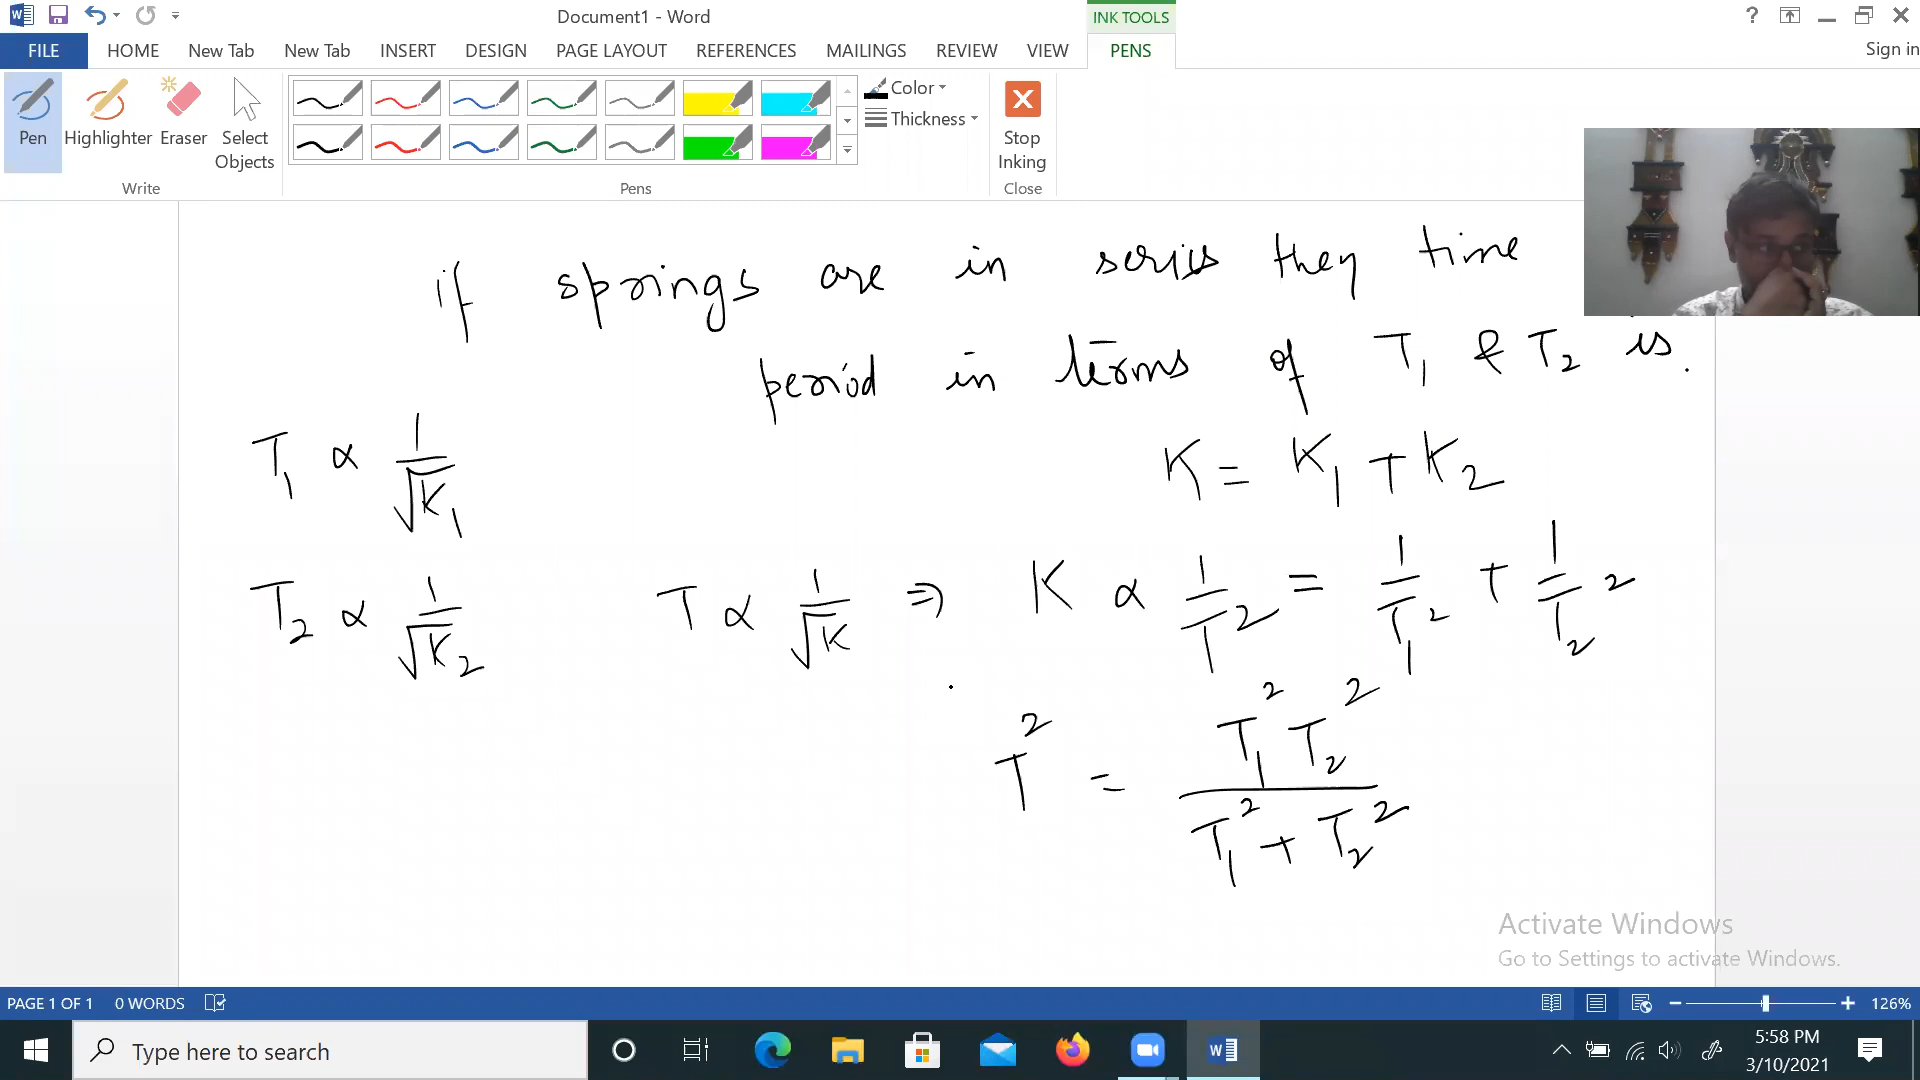 Document1 - Word
INK TOOLS
?
FILE HOME New Tab New Tab INSERT DESIGN PAGE LAYOUT REFERENCES MAILINGS REVIEW VIEW PENS Sign in
Pen Highlighter Eraser Select Objects
Color
Thickness
Stop Inking
Write Pens Close
if springs are in series they time
period in terms of T₁ & T₂ is.
T₁ ∝ 1/√K₁
K = K₁ + K₂
T₂ ∝ 1/√K₂ T ∝ 1/√K ⇒ K ∝ 1/T² = 1/T₁² + 1/T₂²
T² = T₁² T₂² / T₁² + T₂²
Activate Windows
Go to Settings to activate Windows.
PAGE 1 OF 1 0 WORDS 126%
Type here to search
5:58 PM
3/10/2021